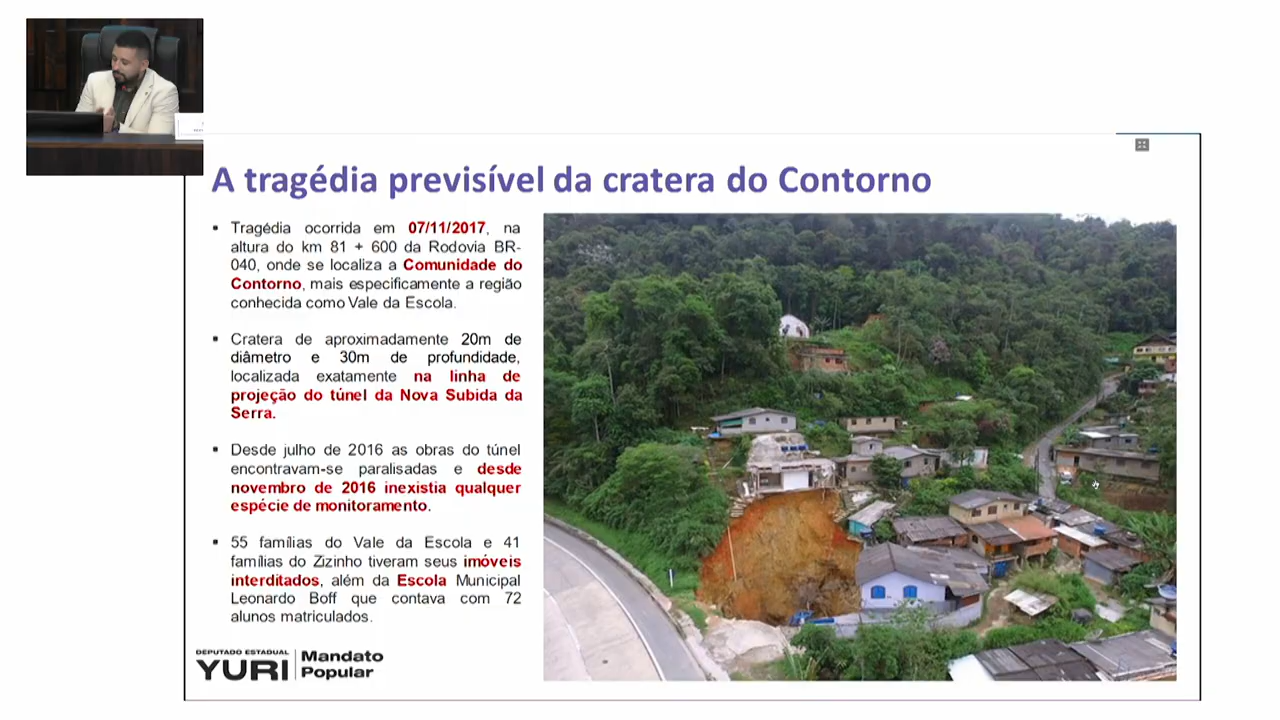 A tragédia previsível da cratera do Contorno
▪ Tragédia ocorrida em 07/11/2017, na
altura do km 81 + 600 da Rodovia BR-
040, onde se localiza a Comunidade do
Contorno, mais especificamente a região
conhecida como Vale da Escola.
▪ Cratera de aproximadamente 20m de
diâmetro e 30m de profundidade,
localizada exatamente na linha de
projeção do túnel da Nova Subida da
Serra.
▪ Desde julho de 2016 as obras do túnel
encontravam-se paralisadas e desde
novembro de 2016 inexistia qualquer
espécie de monitoramento.
▪ 55 famílias do Vale da Escola e 41
famílias do Zizinho tiveram seus imóveis
interditados, além da Escola Municipal
Leonardo Boff que contava com 72
alunos matriculados.
DEPUTADO ESTADUAL
YURI
Mandato
Popular